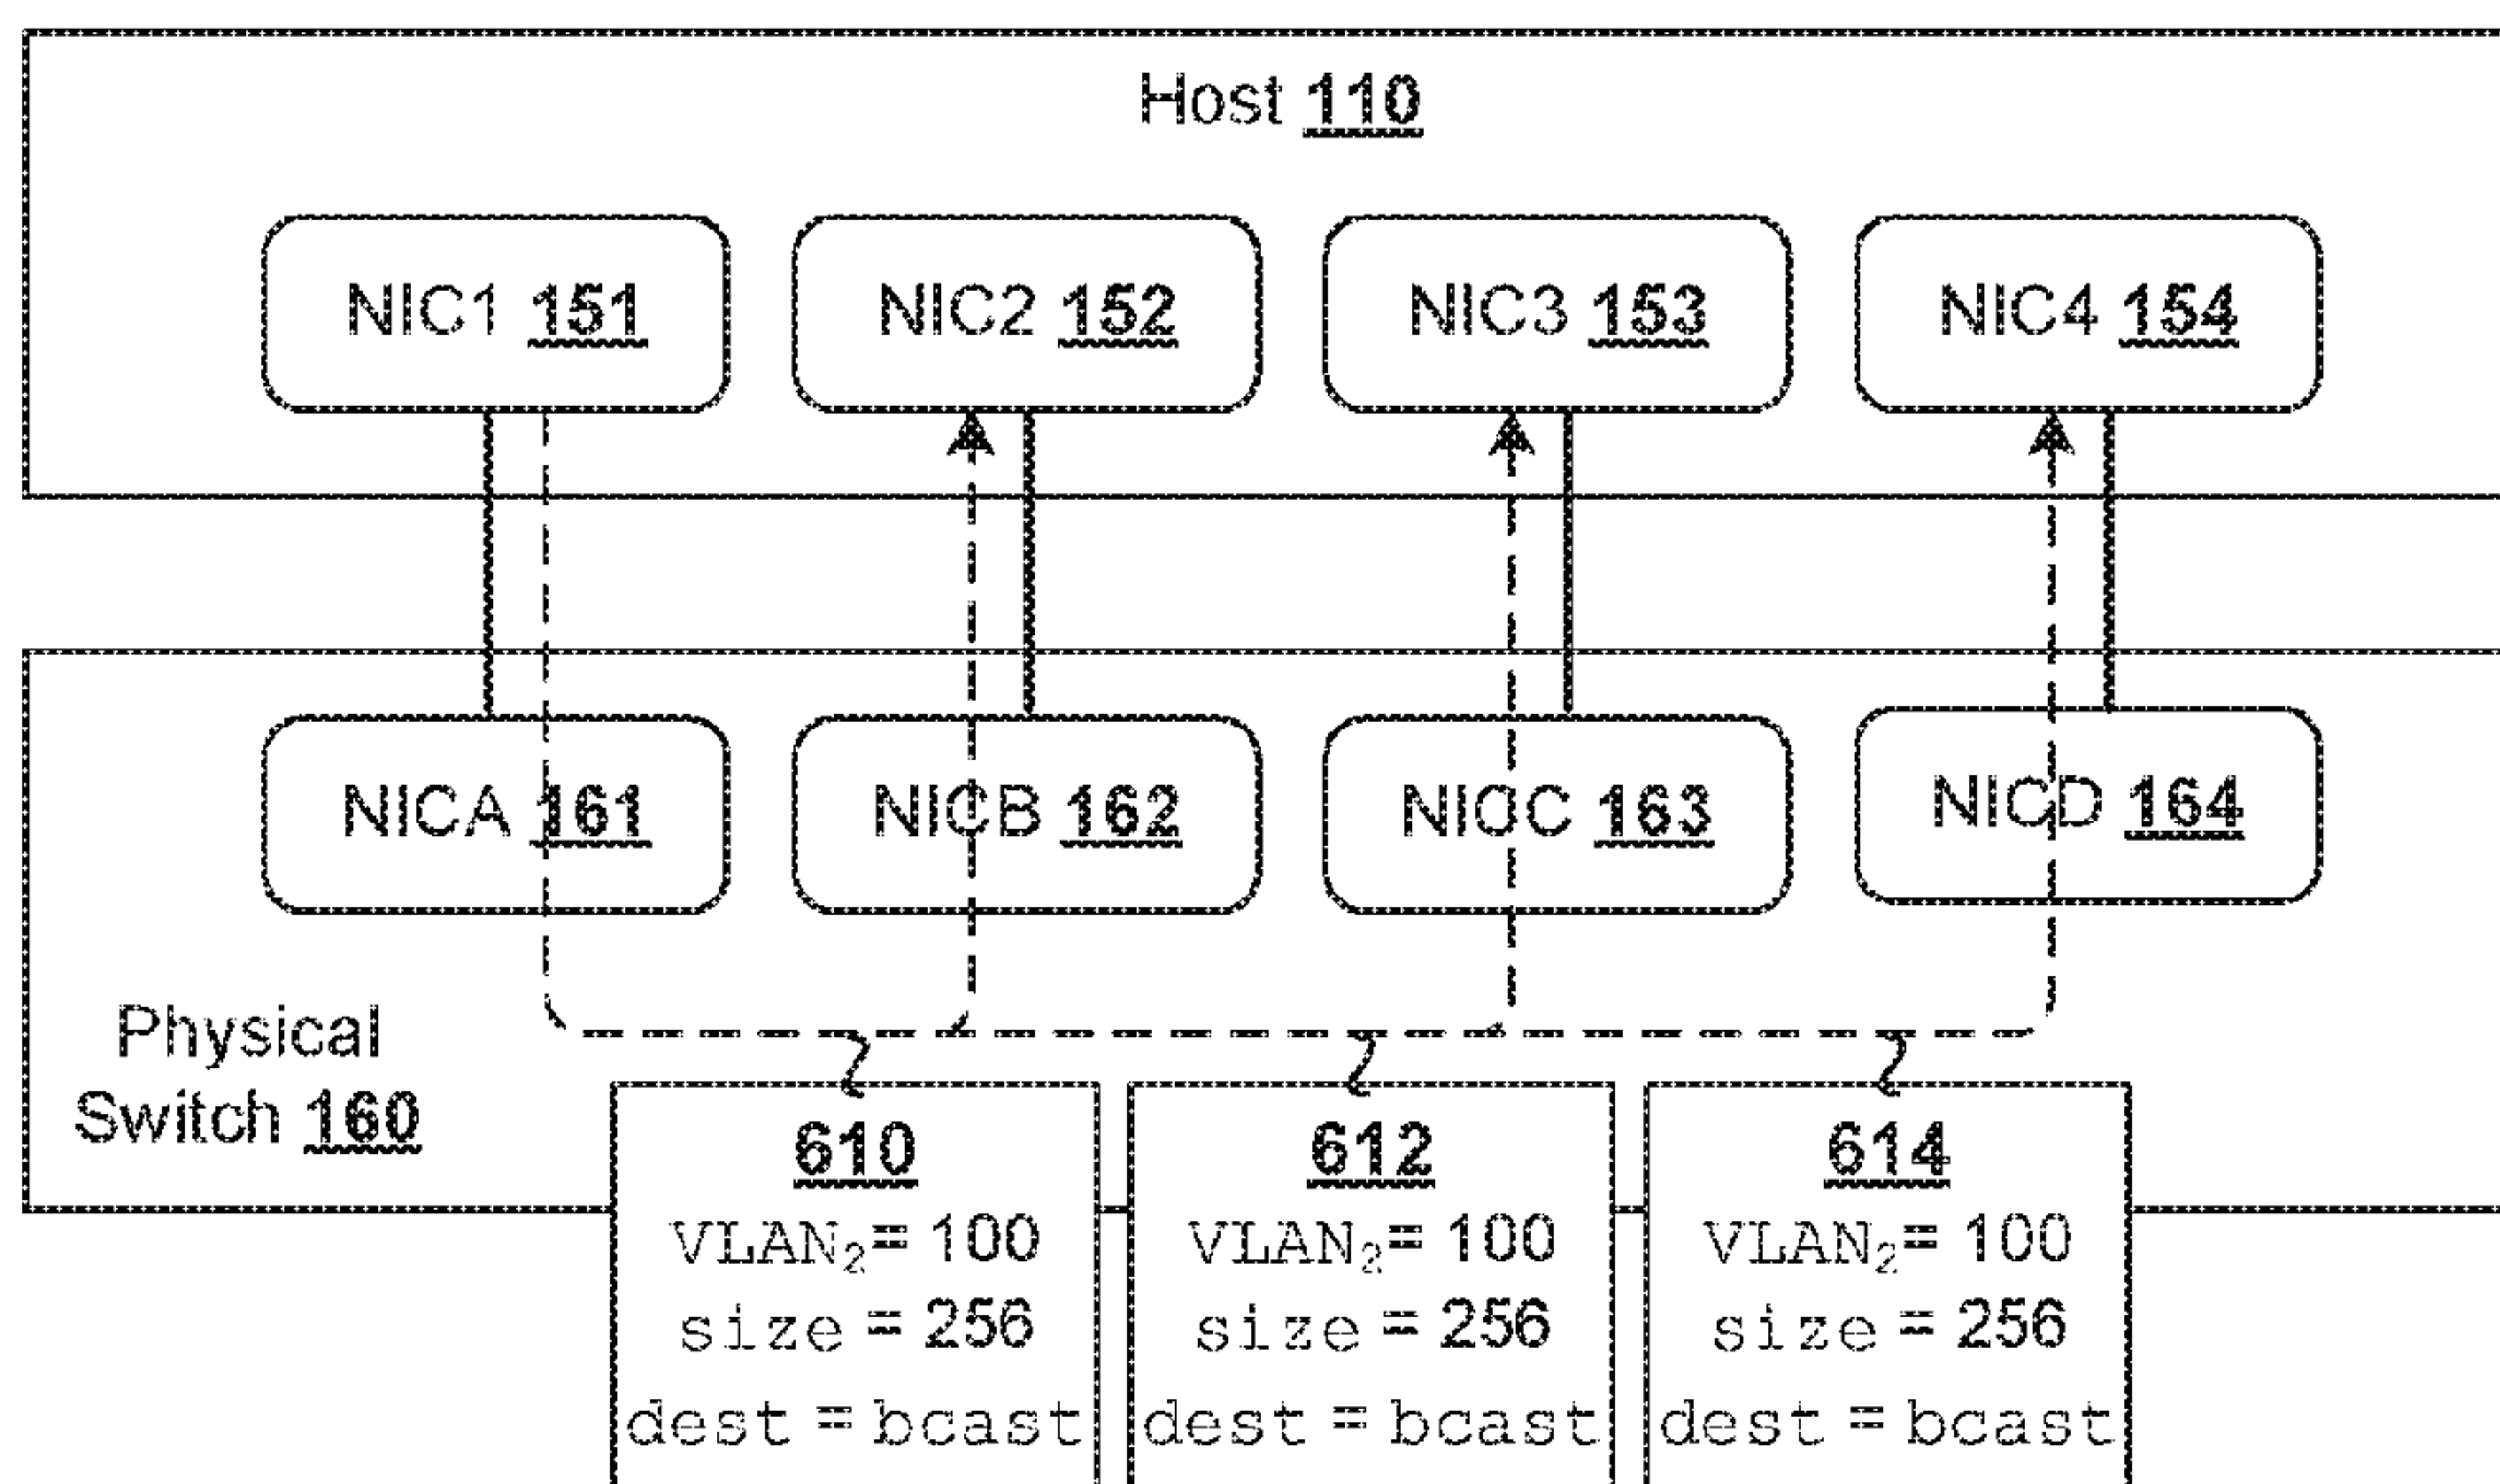 Host 110
NIC1 151 NIC2 152 NIC3 153 NIC4 154
NICA 161 NICB 162 NICC 163 NICD 164
Physical
Switch 160
610 612 614
VLAN₂= 100 VLAN₂= 100 VLAN₂= 100
size = 256 size = 256 size = 256
dest = bcast dest = bcast dest = bcast